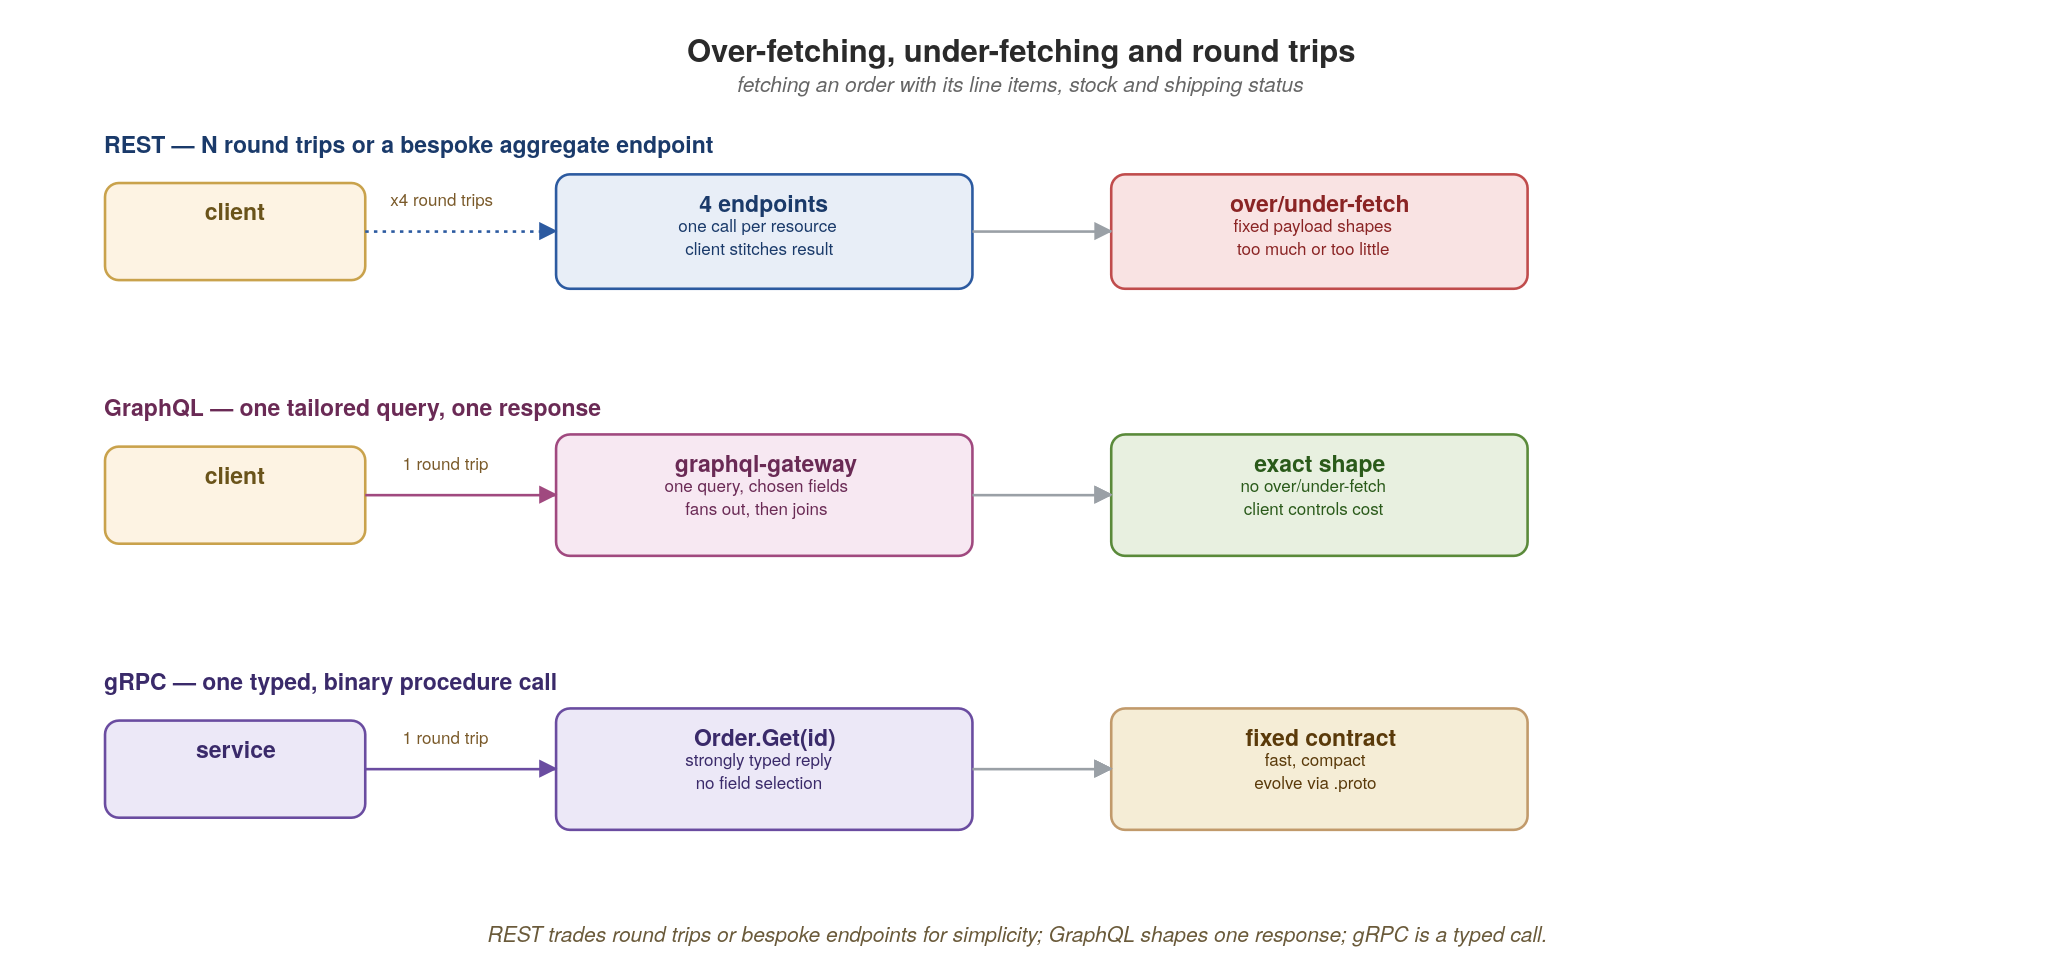 Over-fetching, under-fetching and round trips
fetching an order with its line items, stock and shipping status
REST — N round trips or a bespoke aggregate endpoint
client
x4 round trips
4 endpoints
one call per resource
client stitches result
over/under-fetch
fixed payload shapes
too much or too little
GraphQL — one tailored query, one response
client
1 round trip
graphql-gateway
one query, chosen fields
fans out, then joins
exact shape
no over/under-fetch
client controls cost
gRPC — one typed, binary procedure call
service
1 round trip
Order.Get(id)
strongly typed reply
no field selection
fixed contract
fast, compact
evolve via .proto
REST trades round trips or bespoke endpoints for simplicity; GraphQL shapes one response; gRPC is a typed call.